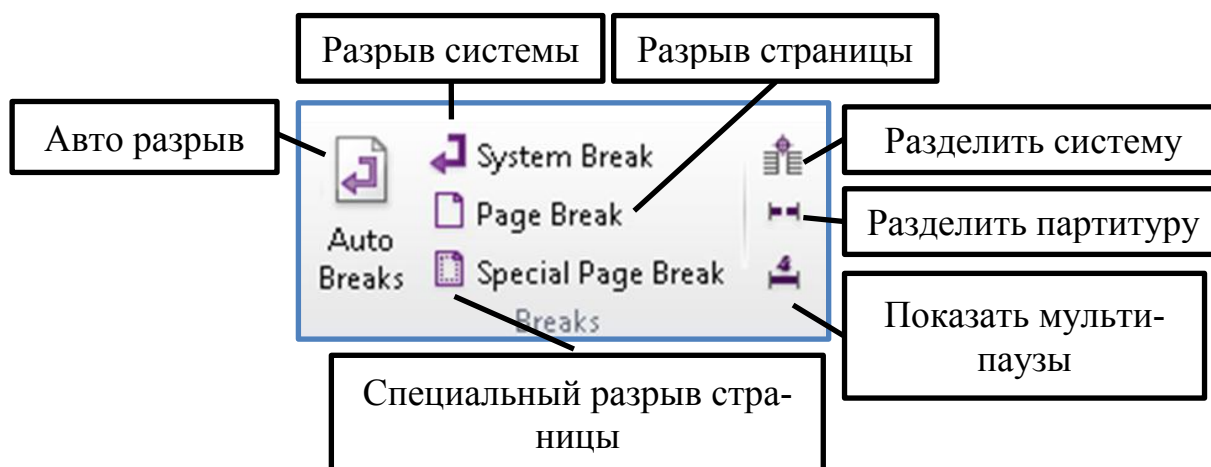 Разрыв системы
Разрыв страницы
Авто разрыв
System Break
Разделить систему
Page Break
Разделить партитуру
Auto
Breaks
Special Page Break
4
Breaks
Показать мульти-
паузы
Специальный разрыв стра-
ницы